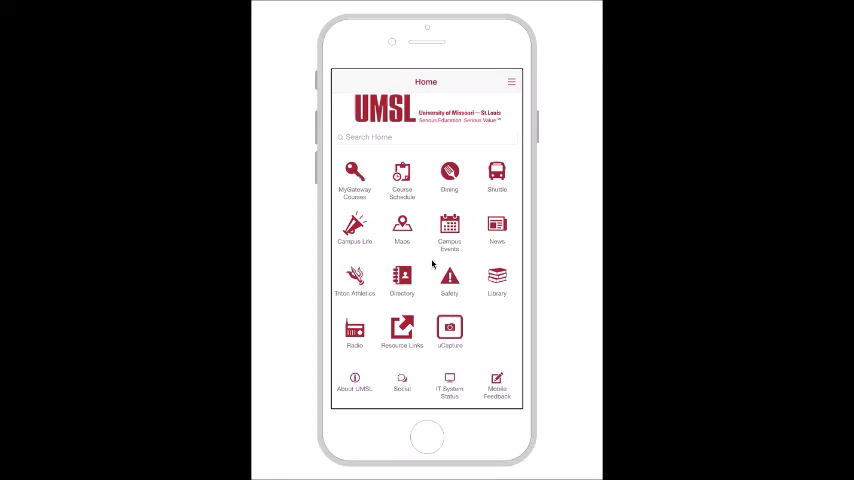 Home
UMSL
University of Missouri—St.Louis
Serious Education. Serious Value.℠
Search Home
MyGateway Courses
Course Schedule
Dining
Shuttle
Campus Life
Maps
Campus Events
News
Triton Athletics
Directory
Safety
Library
Radio
Resource Links
uCapture
About UMSL
Social
IT System Status
Mobile Feedback